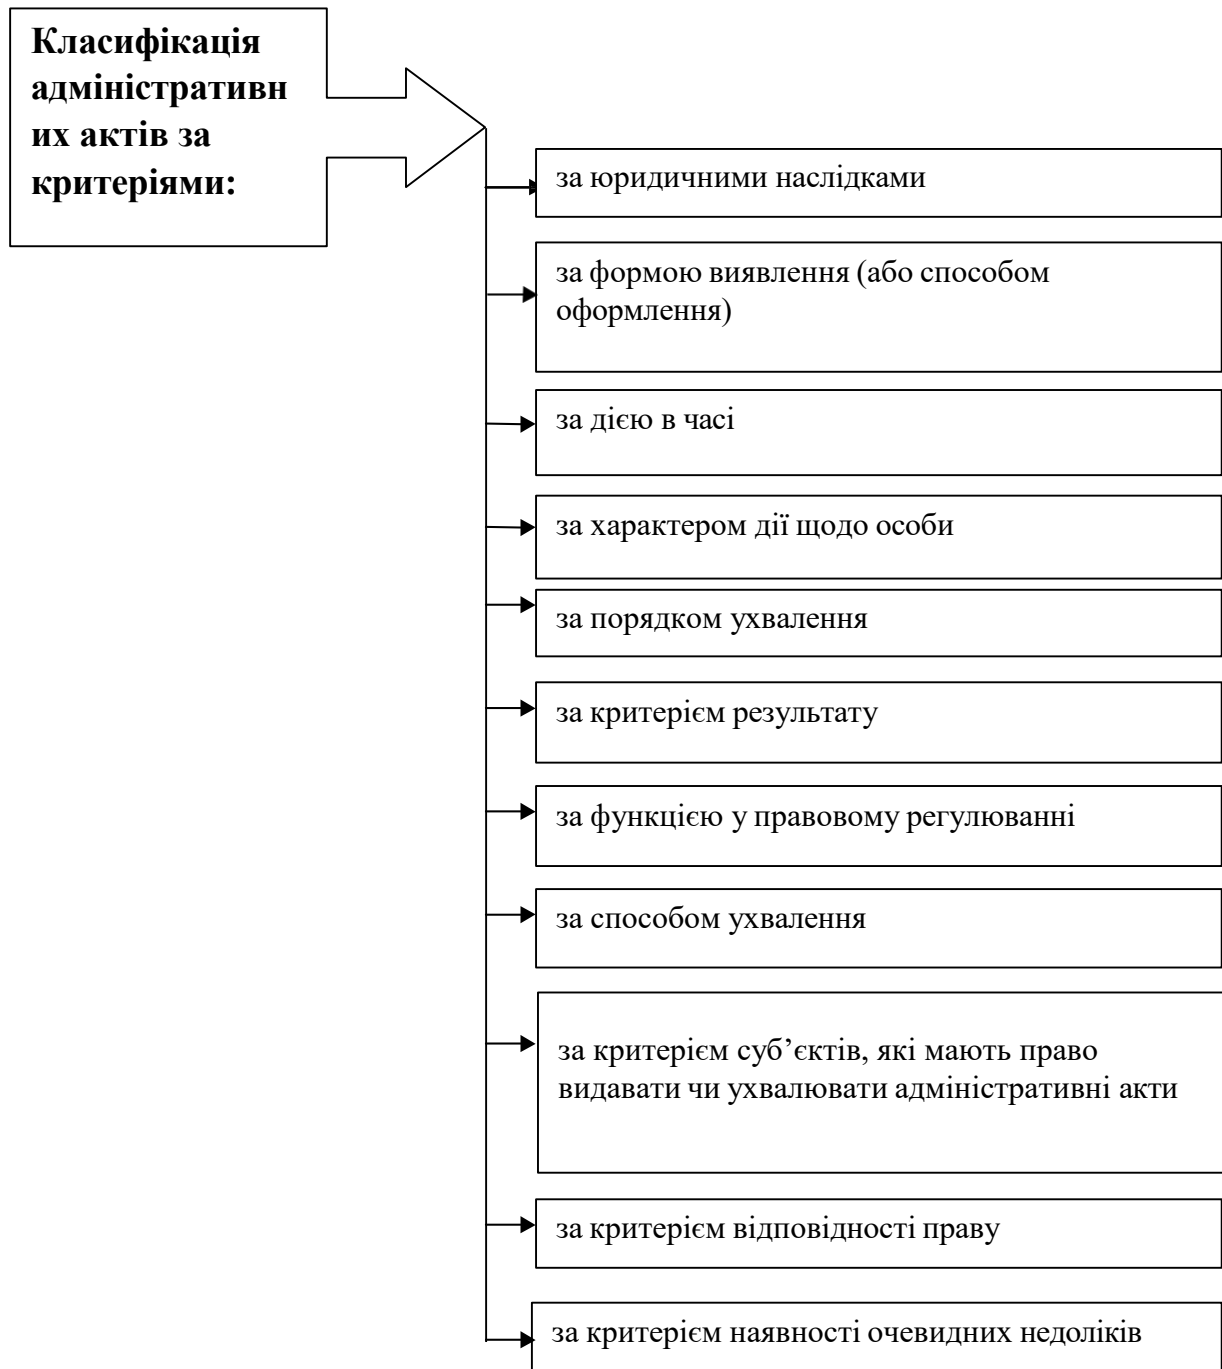 Класифікація
адміністративн
их актів за
критеріями:
за юридичними наслідками
за формою виявлення (або способом
оформлення)
за дією в часі
за характером дії щодо особи
за порядком ухвалення
за критерієм результату
за функцією у правовому регулюванні
за способом ухвалення
за критерієм суб’єктів, які мають право
видавати чи ухвалювати адміністративні акти
за критерієм відповідності праву
за критерієм наявності очевидних недоліків